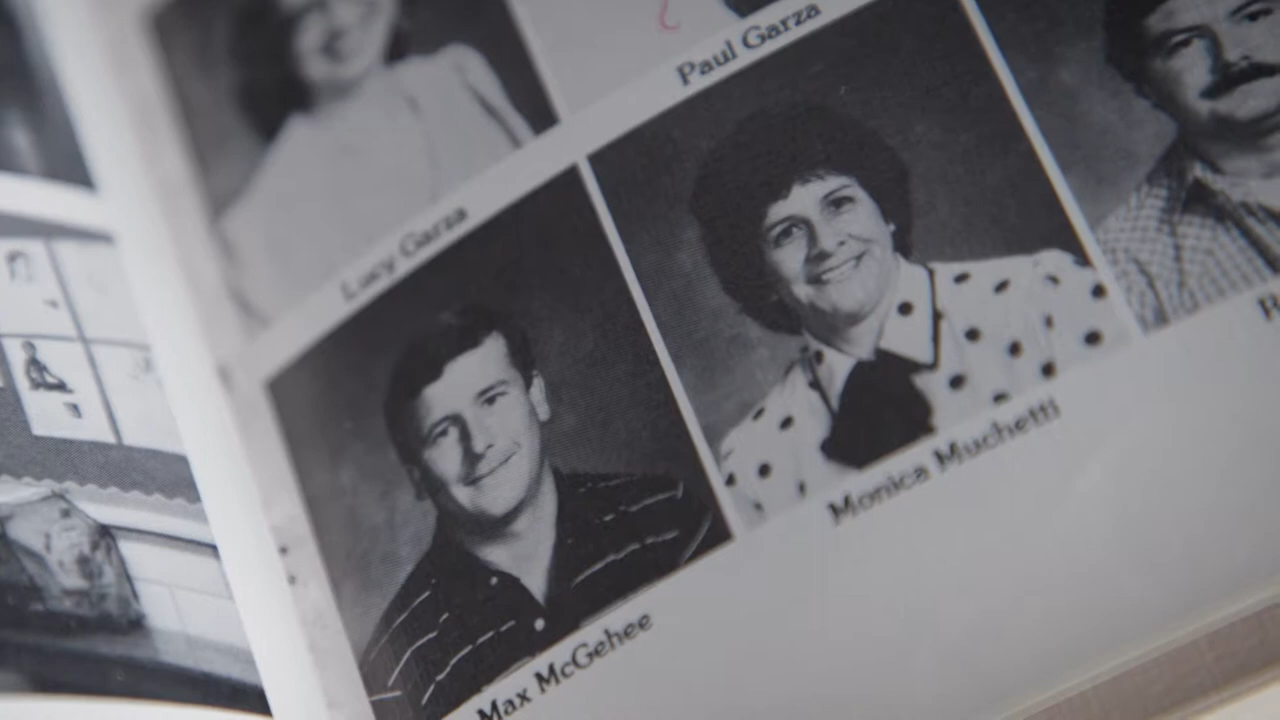 Paul Garza
Lucy Garza
Monica Muchetti
Max McGehee